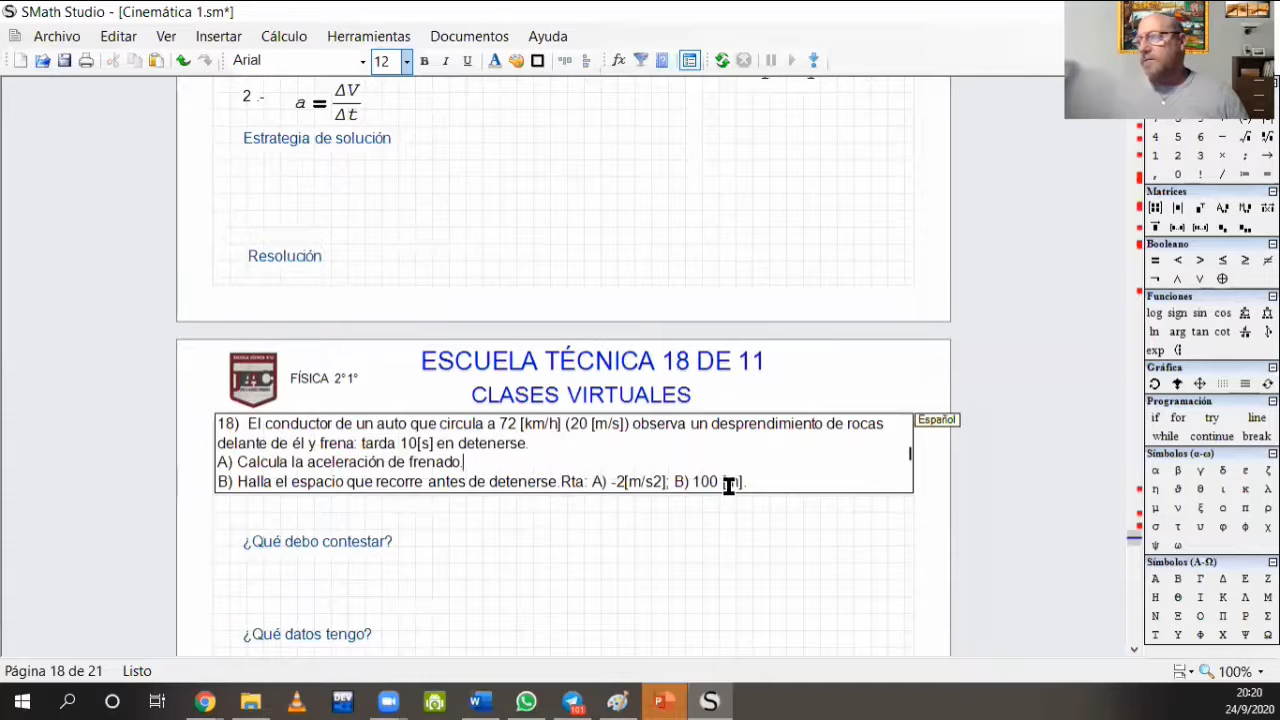 SMath Studio - [Cinemática 1.sm*]
Archivo Editar Ver Insertar Cálculo Herramientas Documentos Ayuda
Arial 12 B I U A fx
2 .- a = ΔV / Δt
Estrategia de solución
Resolución
ESCUELA TÉCNICA 18 DE 11
FÍSICA 2°1°
CLASES VIRTUALES
18) El conductor de un auto que circula a 72 [km/h] (20 [m/s]) observa un desprendimiento de rocas
delante de él y frena: tarda 10[s] en detenerse.
A) Calcula la aceleración de frenado.
B) Halla el espacio que recorre antes de detenerse.Rta: A) -2[m/s2]; B) 100 [m].
Español
¿Qué debo contestar?
¿Qué datos tengo?
4 5 6 −
1 2 3 × ; →
, 0 ! / := =
Matrices
Booleano
= < > ≤ ≥ ≠
¬ ∧ ∨ ⊕
Funciones
log sign sin cos
ln arg tan cot
exp
Gráfica
Programación
if for try line
while continue break
Símbolos (α-ω)
α β γ δ ε ζ
η θ ι κ λ
μ ν ξ ο π ρ
σ τ υ φ χ
ψ ω
Símbolos (Α-Ω)
Α Β Γ Δ Ε Ζ
Η Θ Ι Κ Λ Μ
Ν Ξ Ο Π Ρ Σ
Τ Υ Φ Χ Ψ Ω
Página 18 de 21 Listo 100%
DEV 101 W P S
20:20
24/9/2020